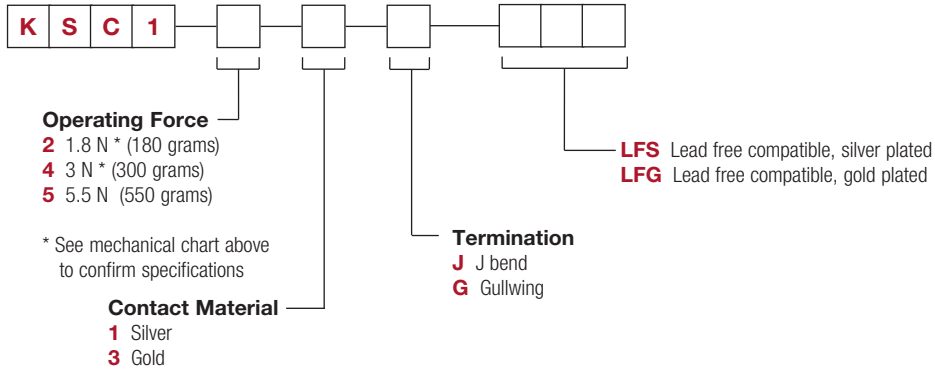 K S C 1
Operating Force
2 1.8 N * (180 grams)
4 3 N * (300 grams)
5 5.5 N (550 grams)
* See mechanical chart above
to confirm specifications
Contact Material
1 Silver
3 Gold
Termination
J J bend
G Gullwing
LFS Lead free compatible, silver plated
LFG Lead free compatible, gold plated